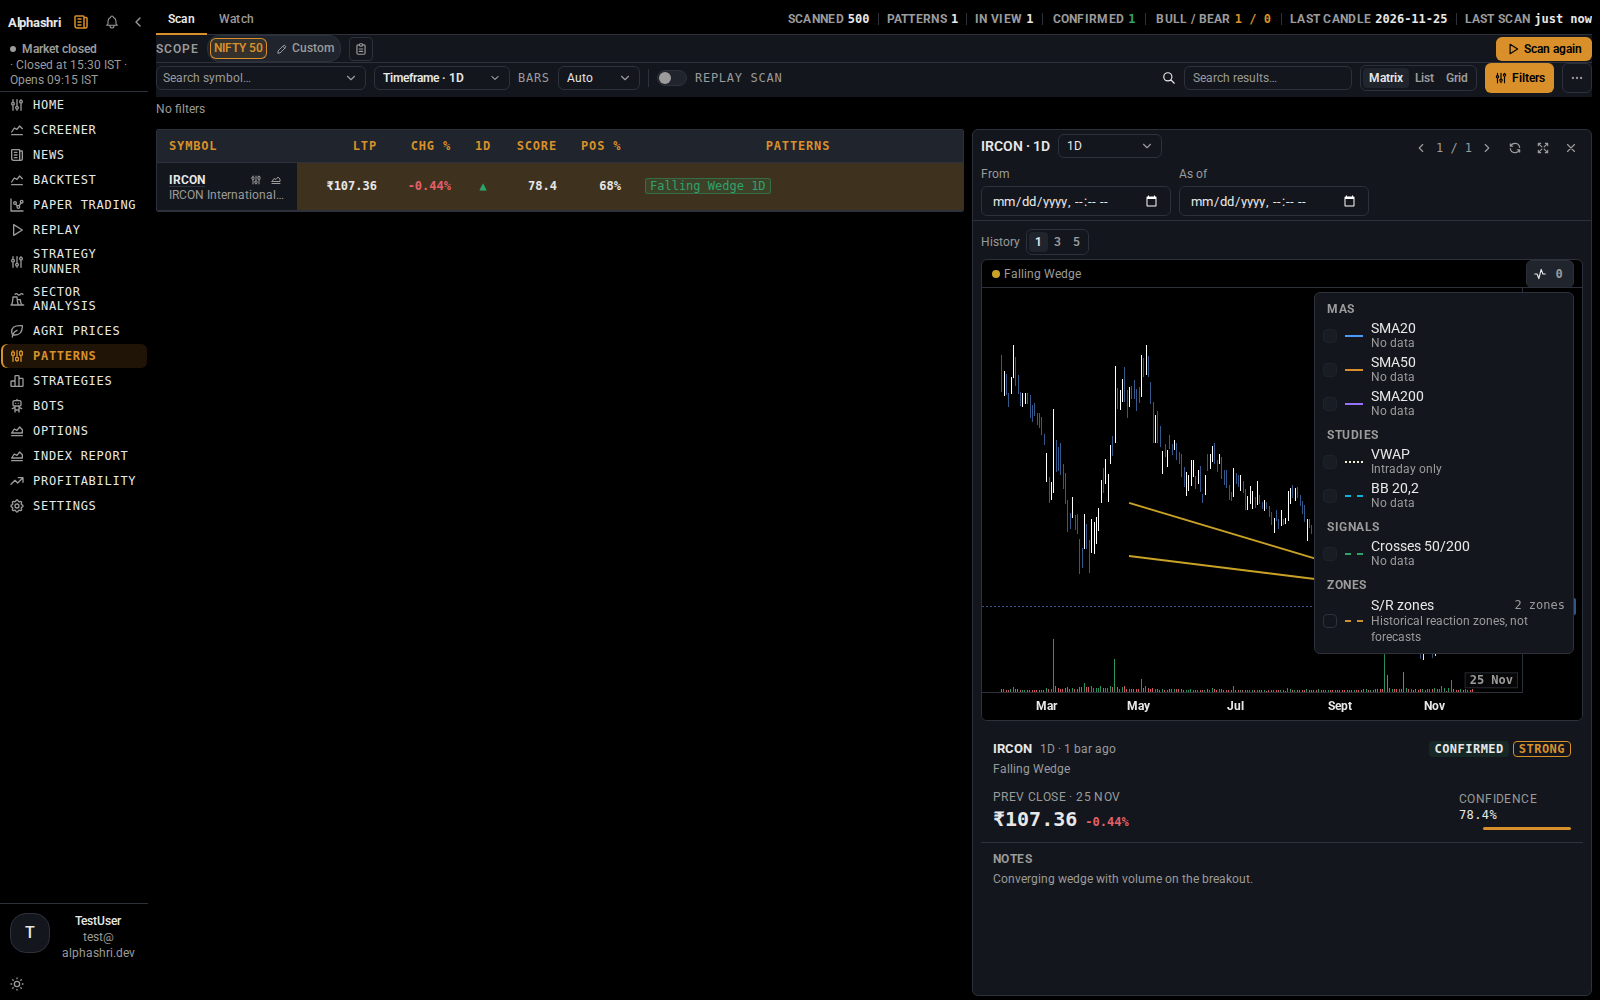 Alphashri
Market closed
· Closed at 15:30 IST ·
Opens 09:15 IST
HOME
SCREENER
NEWS
BACKTEST
PAPER TRADING
REPLAY
STRATEGY
RUNNER
SECTOR
ANALYSIS
AGRI PRICES
PATTERNS
STRATEGIES
BOTS
OPTIONS
INDEX REPORT
PROFITABILITY
SETTINGS
T
TestUser
test@
alphashri.dev
Scan Watch
SCANNED 500 PATTERNS 1 IN VIEW 1 CONFIRMED 1 BULL / BEAR 1 / 0 LAST CANDLE 2026-11-25 LAST SCAN just now
SCOPE NIFTY 50 Custom
Scan again
Search symbol… Timeframe · 1D BARS Auto REPLAY SCAN
Search results… Matrix List Grid Filters
No filters
SYMBOL LTP CHG % 1D SCORE POS % PATTERNS
IRCON ₹107.36 -0.44% ▲ 78.4 68% Falling Wedge 1D
IRCON International…
IRCON · 1D 1D 1 / 1
From As of
mm/dd/yyyy, --:-- -- mm/dd/yyyy, --:-- --
History 1 3 5
Falling Wedge 0
MAS
SMA20
No data
SMA50
No data
SMA200
No data
STUDIES
VWAP
Intraday only
BB 20,2
No data
SIGNALS
Crosses 50/200
No data
ZONES
S/R zones 2 zones
Historical reaction zones, not
forecasts
25 Nov
Mar May Jul Sept Nov
IRCON 1D · 1 bar ago CONFIRMED STRONG
Falling Wedge
PREV CLOSE · 25 NOV CONFIDENCE
₹107.36 -0.44% 78.4%
NOTES
Converging wedge with volume on the breakout.